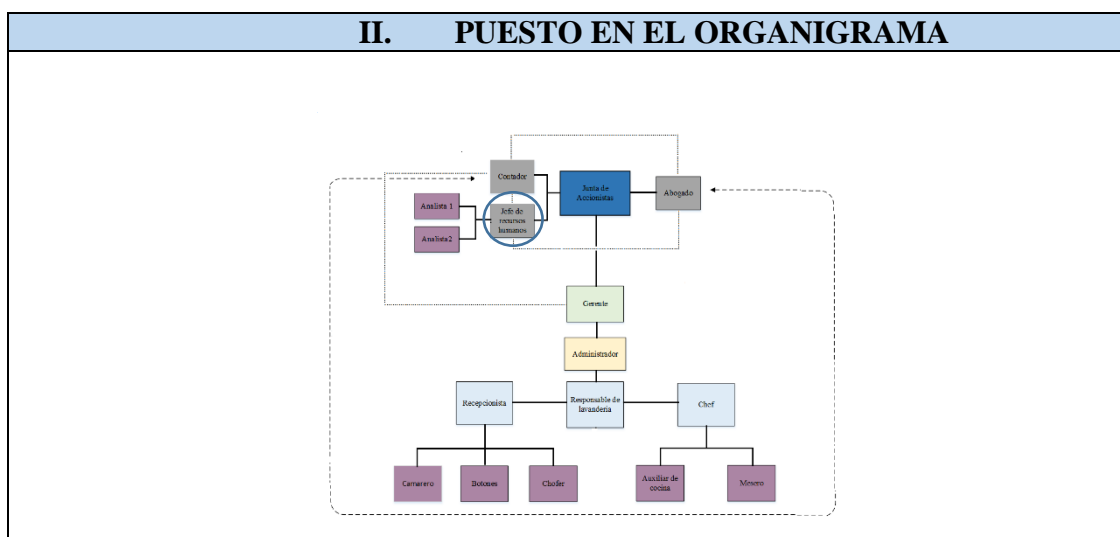 II. PUESTO EN EL ORGANIGRAMA
Contador
Junta de
Accionistas
Abogado
Analista 1
Jefe de
recursos
humanos
Analista2
Gerente
Administrador
Recepcionista
Responsable de
lavandería
Chef
Camarero
Botones
Chofer
Auxiliar de
cocina
Mesero